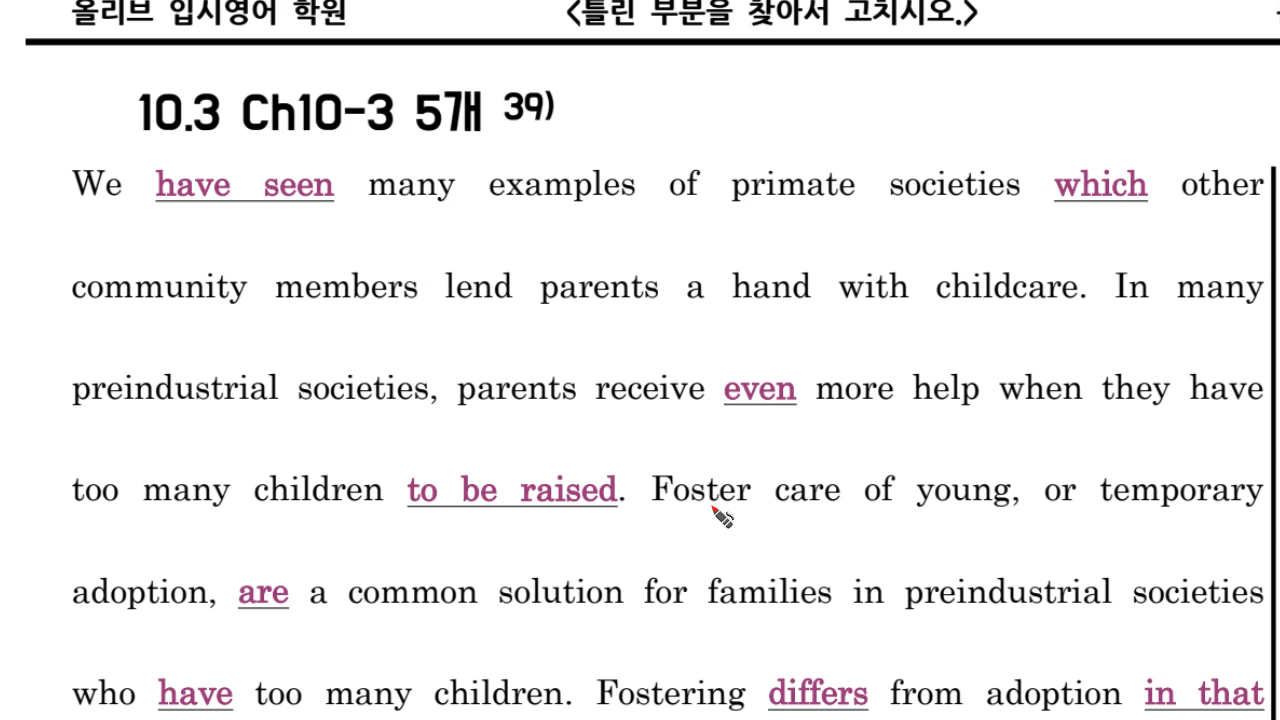 올리브 입시영어 학원 <틀린 부분을 찾아서 고치시오.>
10.3 Ch10-3 5개 39)
We have seen many examples of primate societies which other
community members lend parents a hand with childcare. In many
preindustrial societies, parents receive even more help when they have
too many children to be raised. Foster care of young, or temporary
adoption, are a common solution for families in preindustrial societies
who have too many children. Fostering differs from adoption in that